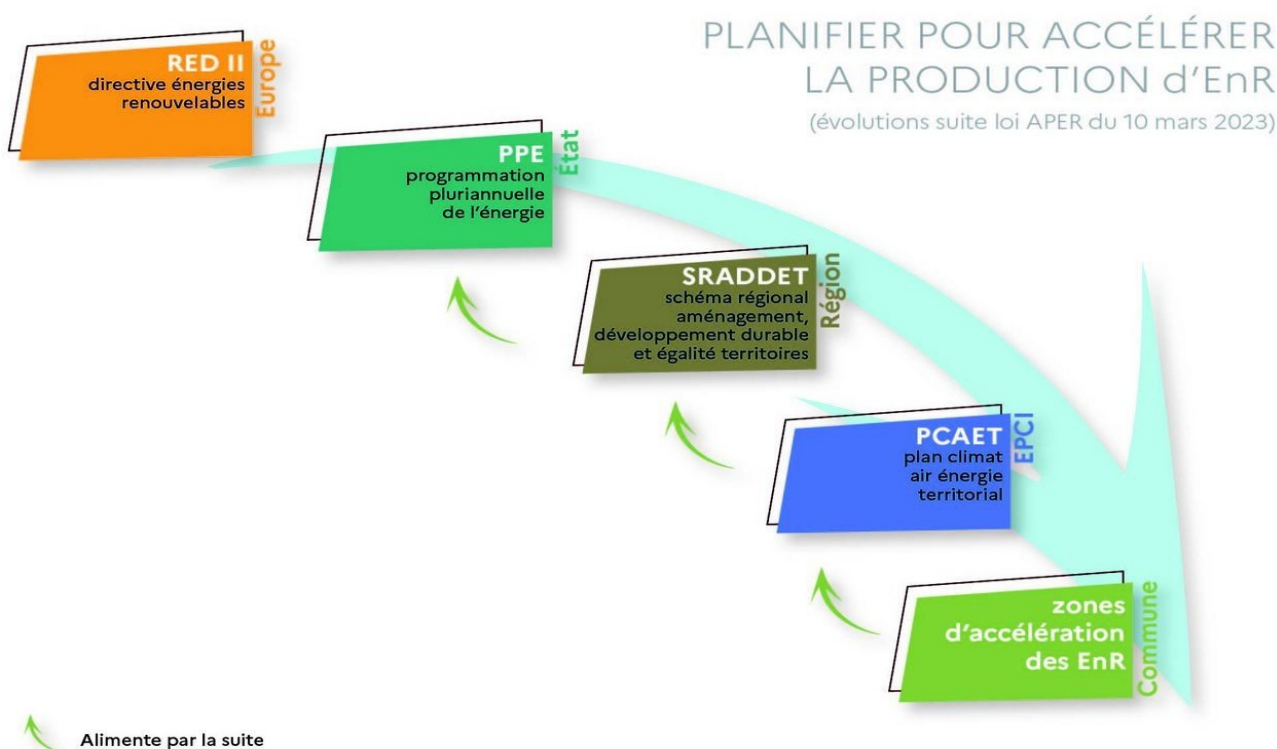 PLANIFIER POUR ACCÉLÉRER
LA PRODUCTION d'EnR
(évolutions suite loi APER du 10 mars 2023)
RED II
directive énergies
renouvelables
Europe
PPE
programmation
pluriannuelle
de l'énergie
État
SRADDET
schéma régional
aménagement,
développement durable
et égalité territoires
Région
PCAET
plan climat
air énergie
territorial
EPCI
zones
d'accélération
des EnR
Commune
Alimente par la suite